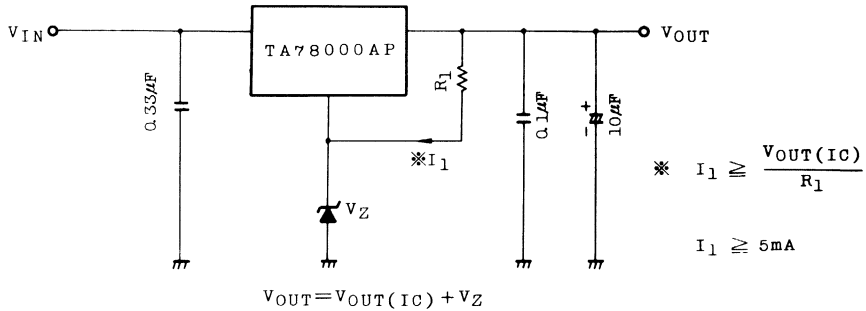 VIN
TA78000AP
VOUT
0.33μF
R1
※I1
0.1μF
+
-
10μF
VZ
※ I1 ≧ VOUT(IC)
R1
I1 ≧ 5mA
VOUT=VOUT(IC)+VZ